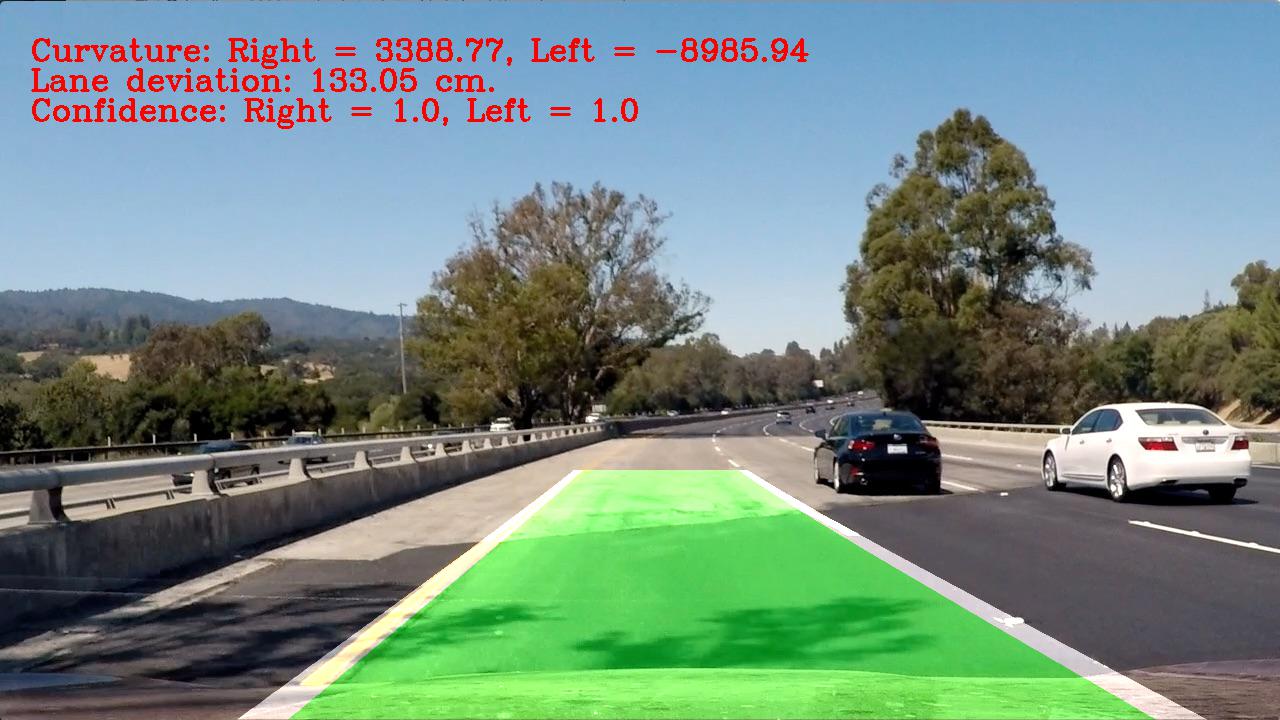 Curvature: Right = 3388.77, Left = −8985.94
Lane deviation: 133.05 cm.
Confidence: Right = 1.0, Left = 1.0